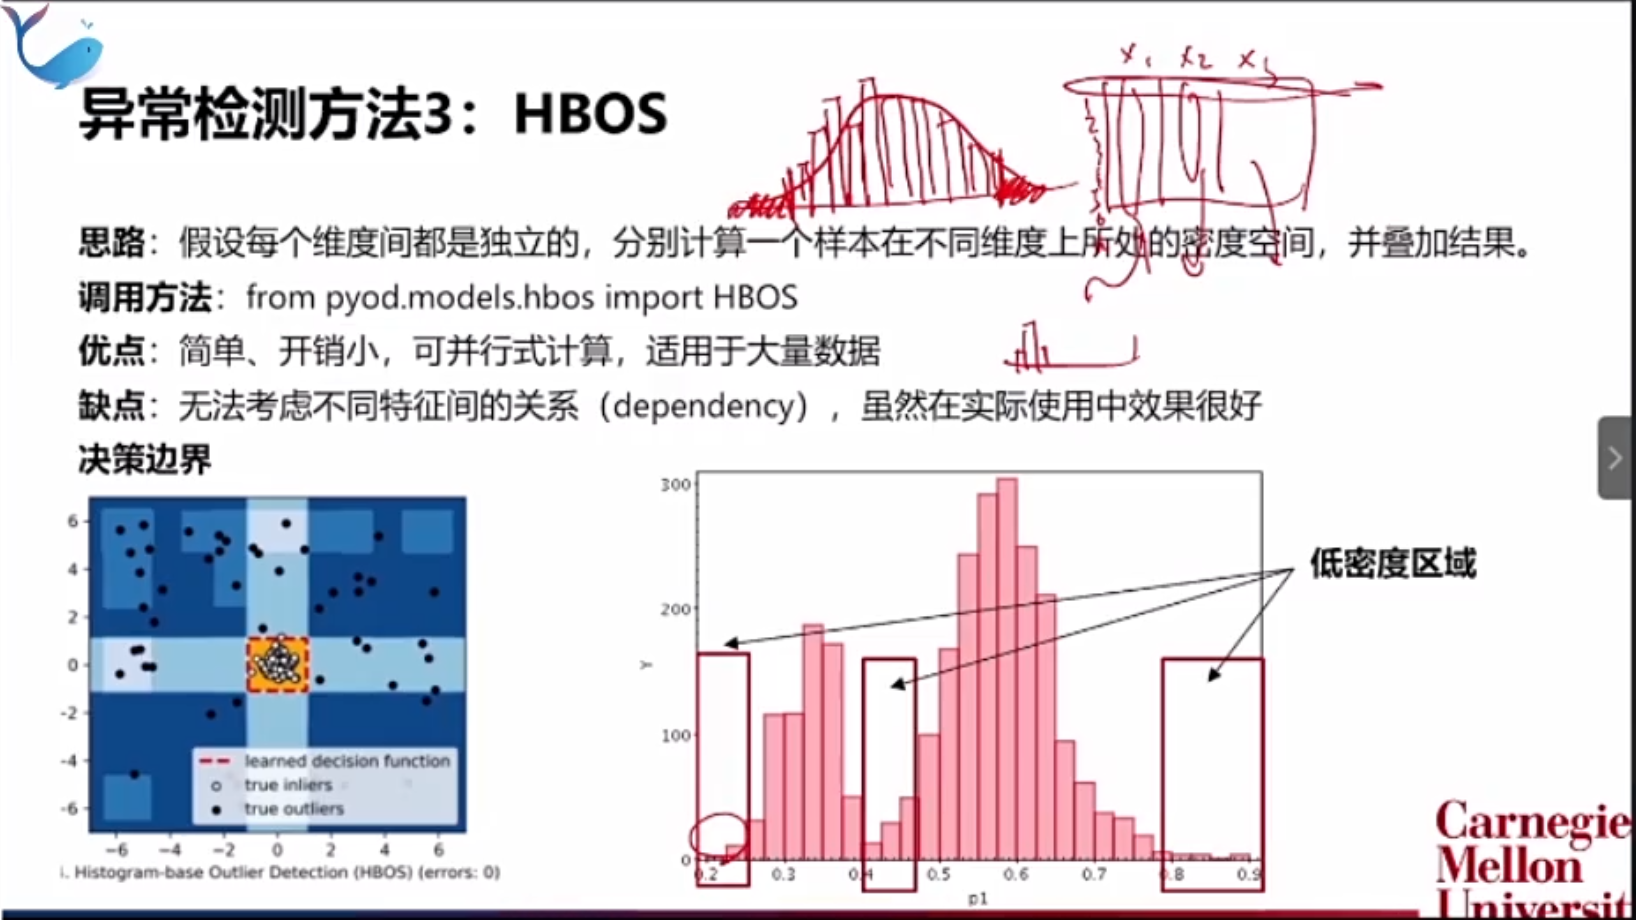 x1 x2 x3
异常检测方法3：HBOS
思路：假设每个维度间都是独立的，分别计算一个样本在不同维度上所处的密度空间，并叠加结果。
调用方法：from pyod.models.hbos import HBOS
优点：简单、开销小，可并行式计算，适用于大量数据
缺点：无法考虑不同特征间的关系（dependency），虽然在实际使用中效果很好
决策边界
6
4
2
0
-2
-4
-6
learned decision function
true inliers
true outliers
-6 -4 -2 0 2 4 6
. Histogram-base Outlier Detection (HBOS) (errors: 0)
300
200
100
0
Y
0.2 0.3 0.4 0.5 0.6 0.7 0.8 0.9
p1
低密度区域
Carnegie
Mellon
Universit